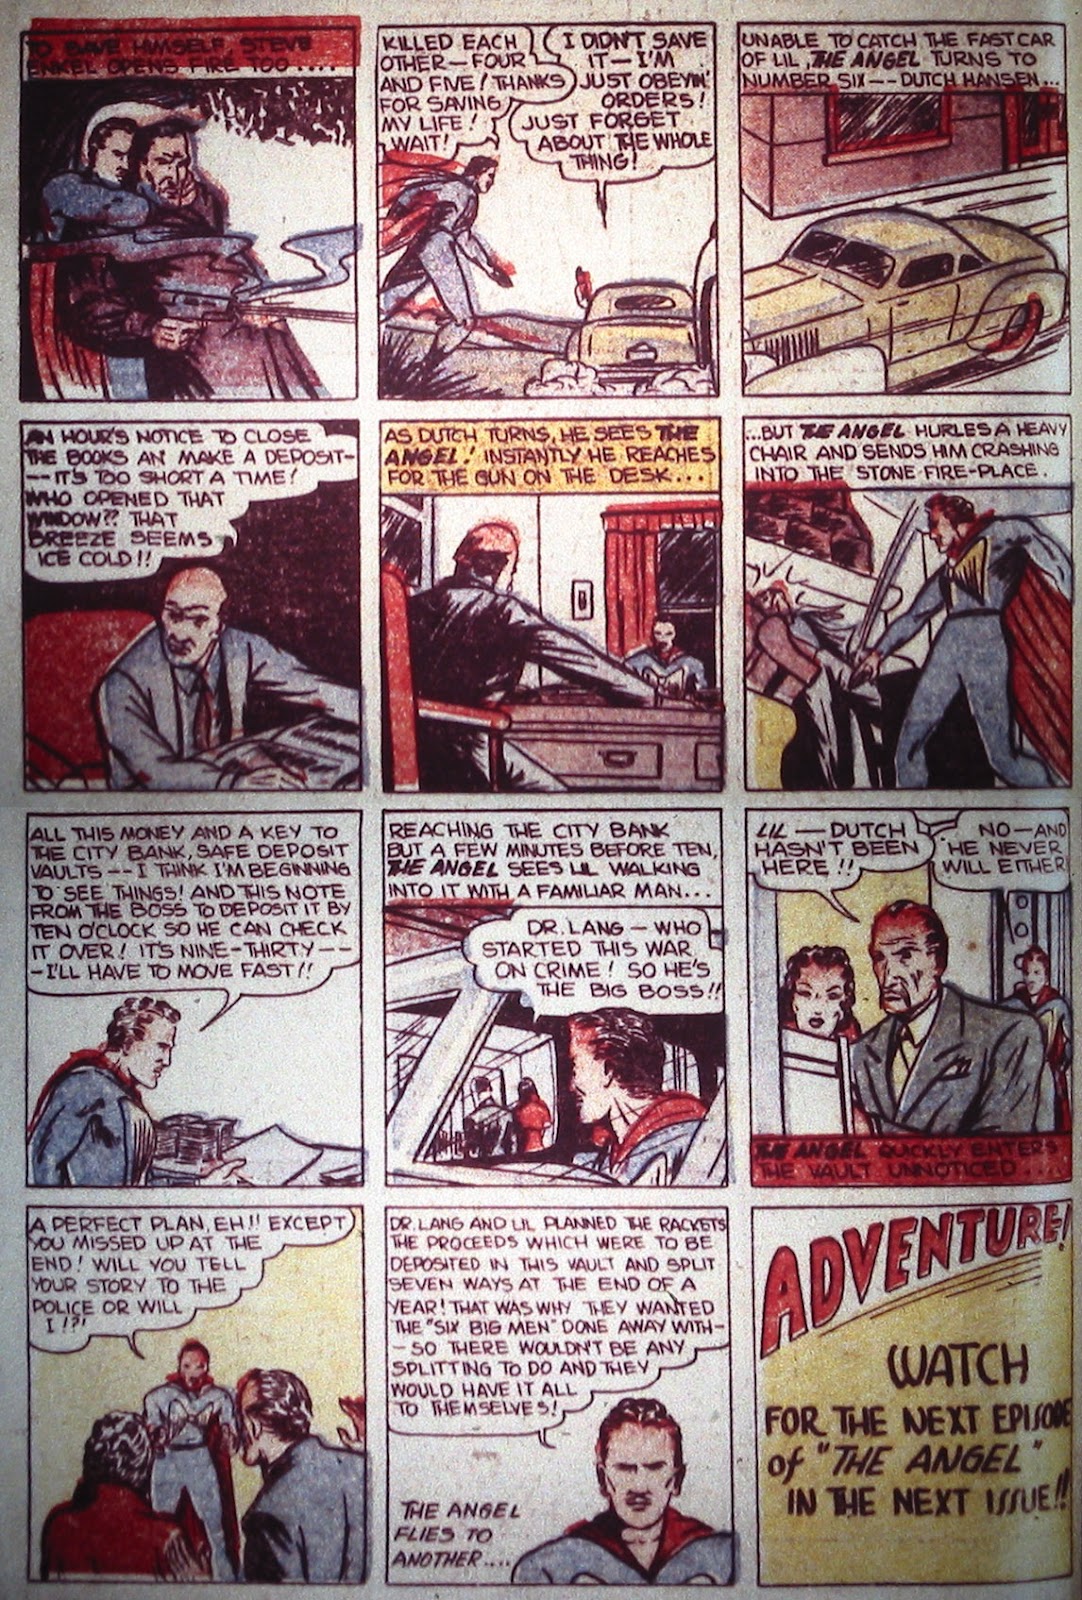 TO SAVE HIMSELF, STEVE
ENKEL OPENS FIRE TOO....
KILLED EACH
OTHER--FOUR
AND FIVE! THANKS
FOR SAVING
MY LIFE!
WAIT!
I DIDN'T SAVE
IT--I'M
JUST OBEYIN'
ORDERS!
JUST FORGET
ABOUT THE WHOLE
THING!
UNABLE TO CATCH THE FAST CAR
OF LIL, THE ANGEL TURNS TO
NUMBER SIX--DUTCH HANSEN...
AN HOUR'S NOTICE TO CLOSE
THE BOOKS AN' MAKE A DEPOSIT-
--IT'S TOO SHORT A TIME!
WHO OPENED THAT
WINDOW?? THAT
BREEZE SEEMS
ICE COLD!!
AS DUTCH TURNS, HE SEES THE
ANGEL! INSTANTLY HE REACHES
FOR THE GUN ON THE DESK...
...BUT THE ANGEL HURLES A HEAVY
CHAIR AND SENDS HIM CRASHING
INTO THE STONE FIRE-PLACE.
ALL THIS MONEY AND A KEY TO
THE CITY BANK, SAFE DEPOSIT
VAULTS--I THINK I'M BEGINNING
TO SEE THINGS! AND THIS NOTE
FROM THE BOSS TO DEPOSIT IT BY
TEN O'CLOCK SO HE CAN CHECK
IT OVER! IT'S NINE-THIRTY--
-I'LL HAVE TO MOVE FAST!!
REACHING THE CITY BANK
BUT A FEW MINUTES BEFORE TEN,
THE ANGEL SEES LIL WALKING
INTO IT WITH A FAMILIAR MAN...
DR. LANG--WHO
STARTED THIS WAR
ON CRIME! SO HE'S
THE BIG BOSS!!
LIL--DUTCH
HASN'T BEEN
HERE!!
NO--AND
HE NEVER
WILL EITHER
THE ANGEL QUICKLY ENTERS
THE VAULT UNNOTICED....
A PERFECT PLAN, EH!! EXCEPT
YOU MISSED UP AT THE
END! WILL YOU TELL
YOUR STORY TO THE
POLICE OR WILL
I!?!
DR. LANG AND LIL PLANNED THE RACKETS
THE PROCEEDS WHICH WERE TO BE
DEPOSITED IN THIS VAULT AND SPLIT
SEVEN WAYS AT THE END OF A
YEAR! THAT WAS WHY THEY WANTED
THE "SIX BIG MEN" DONE AWAY WITH-
-SO THERE WOULDN'T BE ANY
SPLITTING TO DO AND THEY
WOULD HAVE IT ALL
TO THEMSELVES!
THE ANGEL
FLIES TO
ANOTHER....
ADVENTURE!
WATCH
FOR THE NEXT EPISODE
of "THE ANGEL"
IN THE NEXT ISSUE!!